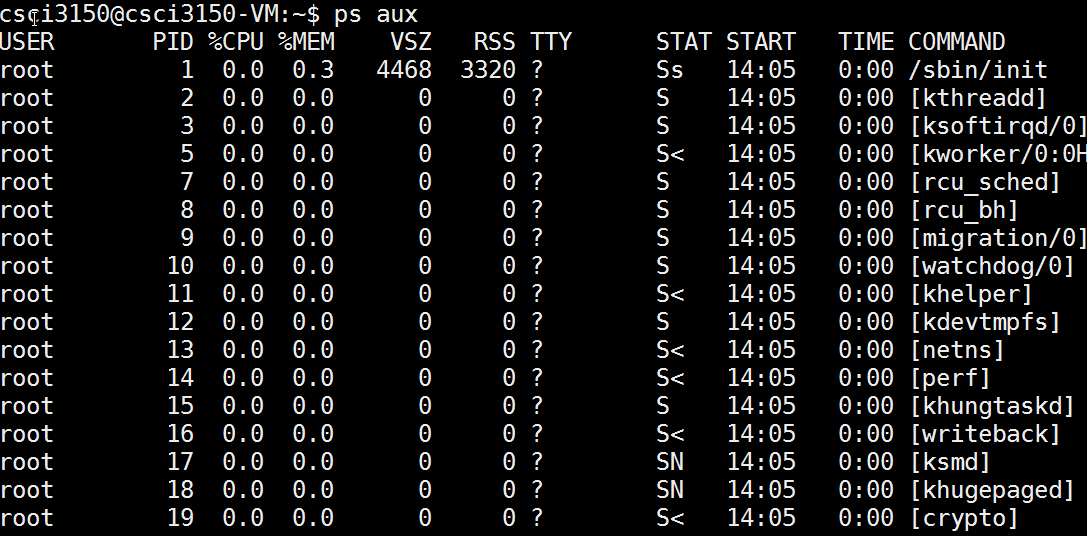 csci3150@csci3150-VM:~$ ps aux
USER       PID %CPU %MEM    VSZ   RSS TTY      STAT START   TIME COMMAND
root         1  0.0  0.3   4468  3320 ?        Ss   14:05   0:00 /sbin/init
root         2  0.0  0.0      0     0 ?        S    14:05   0:00 [kthreadd]
root         3  0.0  0.0      0     0 ?        S    14:05   0:00 [ksoftirqd/0]
root         5  0.0  0.0      0     0 ?        S<   14:05   0:00 [kworker/0:0H
root         7  0.0  0.0      0     0 ?        S    14:05   0:00 [rcu_sched]
root         8  0.0  0.0      0     0 ?        S    14:05   0:00 [rcu_bh]
root         9  0.0  0.0      0     0 ?        S    14:05   0:00 [migration/0]
root        10  0.0  0.0      0     0 ?        S    14:05   0:00 [watchdog/0]
root        11  0.0  0.0      0     0 ?        S<   14:05   0:00 [khelper]
root        12  0.0  0.0      0     0 ?        S    14:05   0:00 [kdevtmpfs]
root        13  0.0  0.0      0     0 ?        S<   14:05   0:00 [netns]
root        14  0.0  0.0      0     0 ?        S<   14:05   0:00 [perf]
root        15  0.0  0.0      0     0 ?        S    14:05   0:00 [khungtaskd]
root        16  0.0  0.0      0     0 ?        S<   14:05   0:00 [writeback]
root        17  0.0  0.0      0     0 ?        SN   14:05   0:00 [ksmd]
root        18  0.0  0.0      0     0 ?        SN   14:05   0:00 [khugepaged]
root        19  0.0  0.0      0     0 ?        S<   14:05   0:00 [crypto]